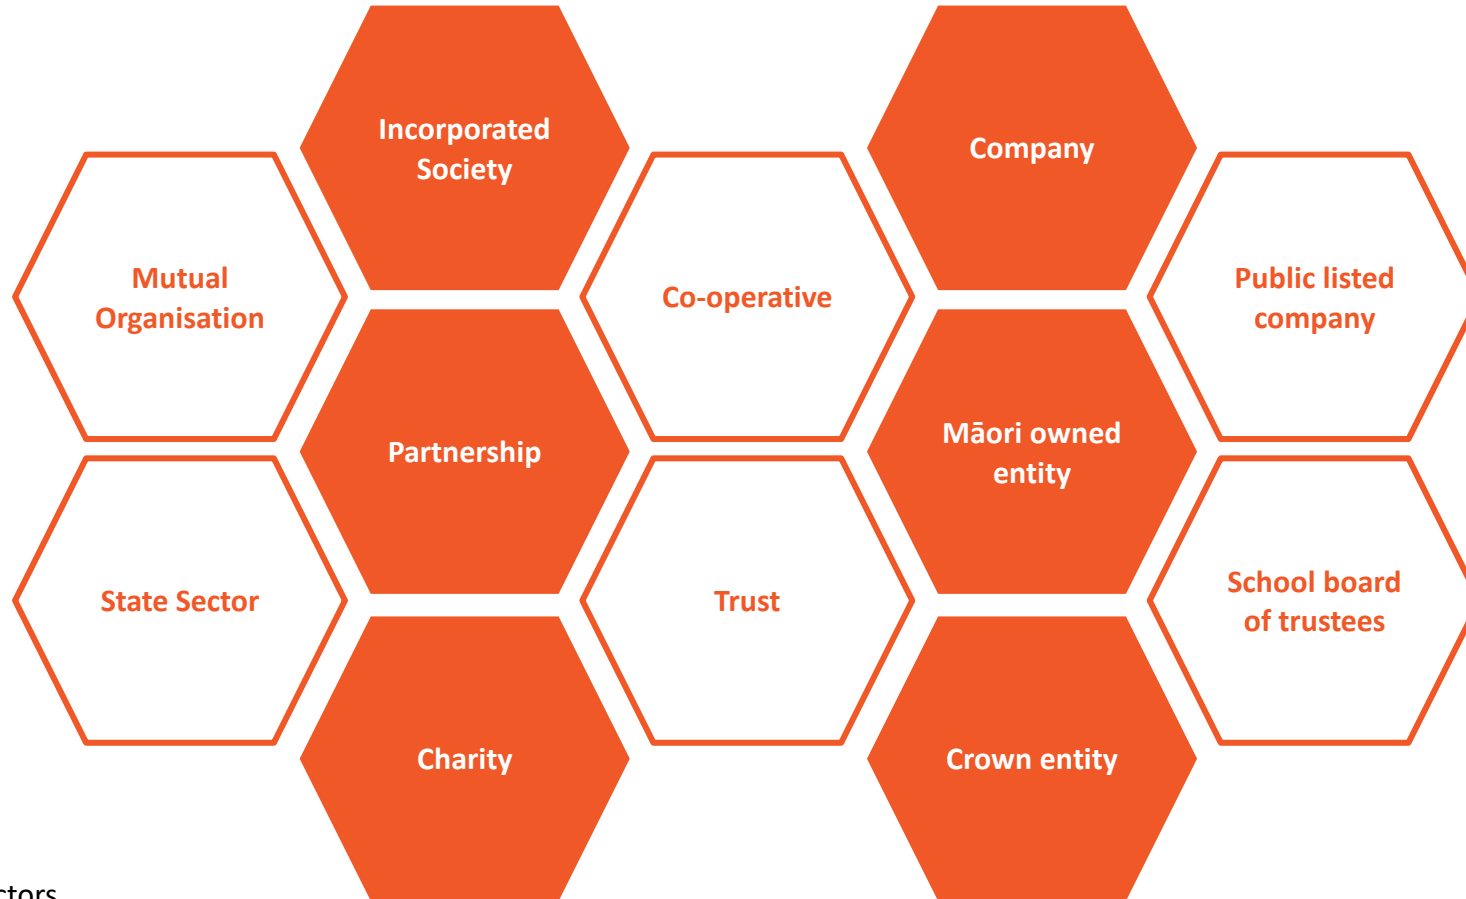 Incorporated
Society
Company
Mutual
Organisation
Co-operative
Public listed
company
Partnership
Māori owned
entity
State Sector
Trust
School board
of trustees
Charity
Crown entity